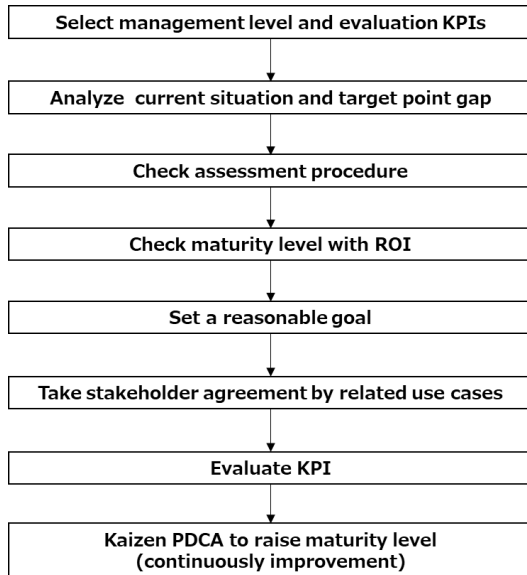 Select management level and evaluation KPIs
Analyze current situation and target point gap
Check assessment procedure
Check maturity level with ROI
Set a reasonable goal
Take stakeholder agreement by related use cases
Evaluate KPI
Kaizen PDCA to raise maturity level
(continuously improvement)